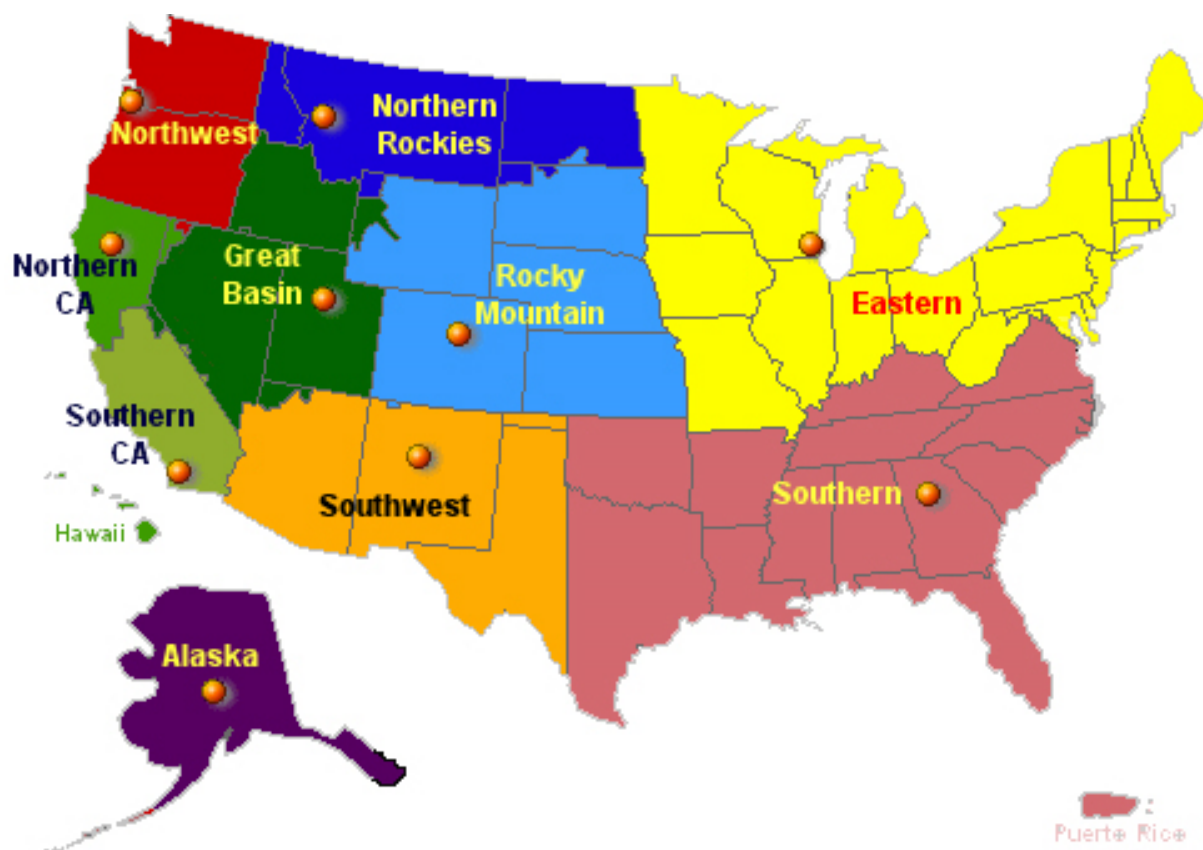 Northern
Rockies
Northwest
Northern
CA
Great
Basin
Rocky
Mountain
Eastern
Southern
CA
Southwest
Southern
Hawaii
Alaska
Puerto Rico